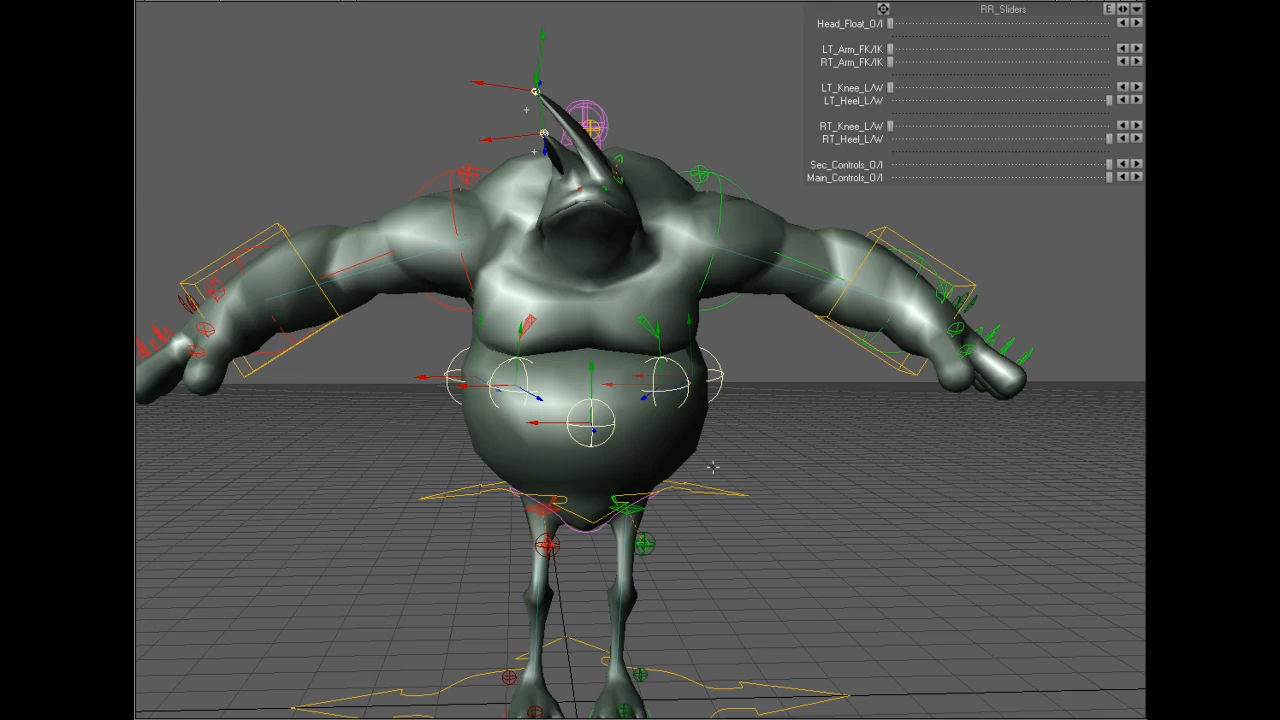 RR_Sliders E
Head_Float_O/I
LT_Arm_FK/IK
RT_Arm_FK/IK
LT_Knee_L/W
LT_Heel_L/W
RT_Knee_L/W
RT_Heel_L/W
Sec_Controls_O/I
Main_Controls_O/I